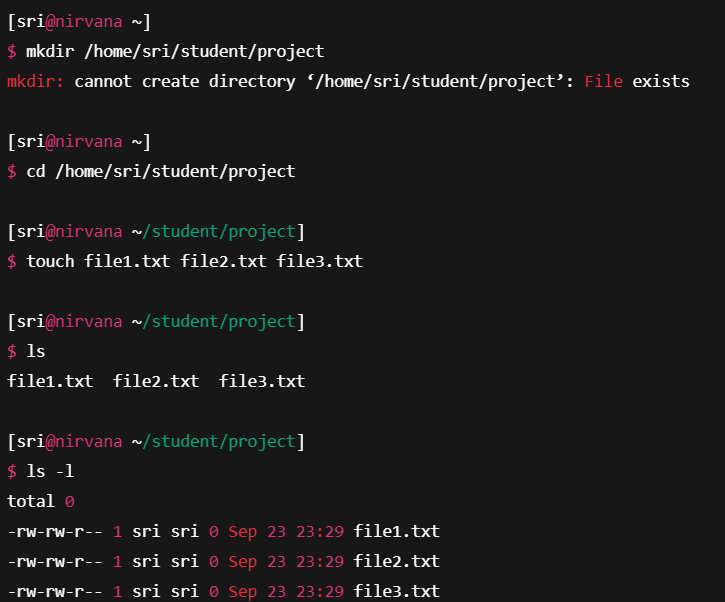 [sri@nirvana ~]
$ mkdir /home/sri/student/project
mkdir: cannot create directory ‘/home/sri/student/project’: File exists
[sri@nirvana ~]
$ cd /home/sri/student/project
[sri@nirvana ~/student/project]
$ touch file1.txt file2.txt file3.txt
[sri@nirvana ~/student/project]
$ ls
file1.txt  file2.txt  file3.txt
[sri@nirvana ~/student/project]
$ ls -l
total 0
-rw-rw-r-- 1 sri sri 0 Sep 23 23:29 file1.txt
-rw-rw-r-- 1 sri sri 0 Sep 23 23:29 file2.txt
-rw-rw-r-- 1 sri sri 0 Sep 23 23:29 file3.txt